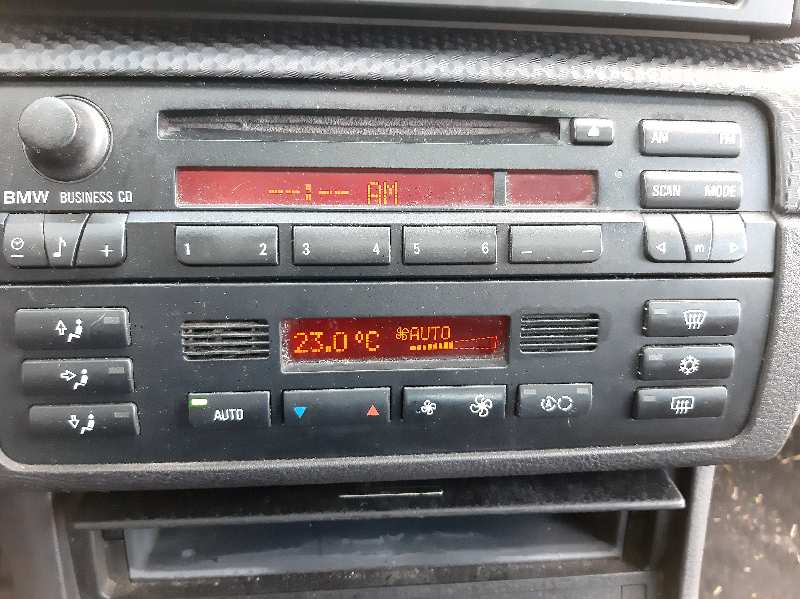 AM FM
--:-- AM
SCAN MODE
BMW BUSINESS CD
1 2 3 4 5 6 — —
+ m
23.0°C AUTO
AUTO
A